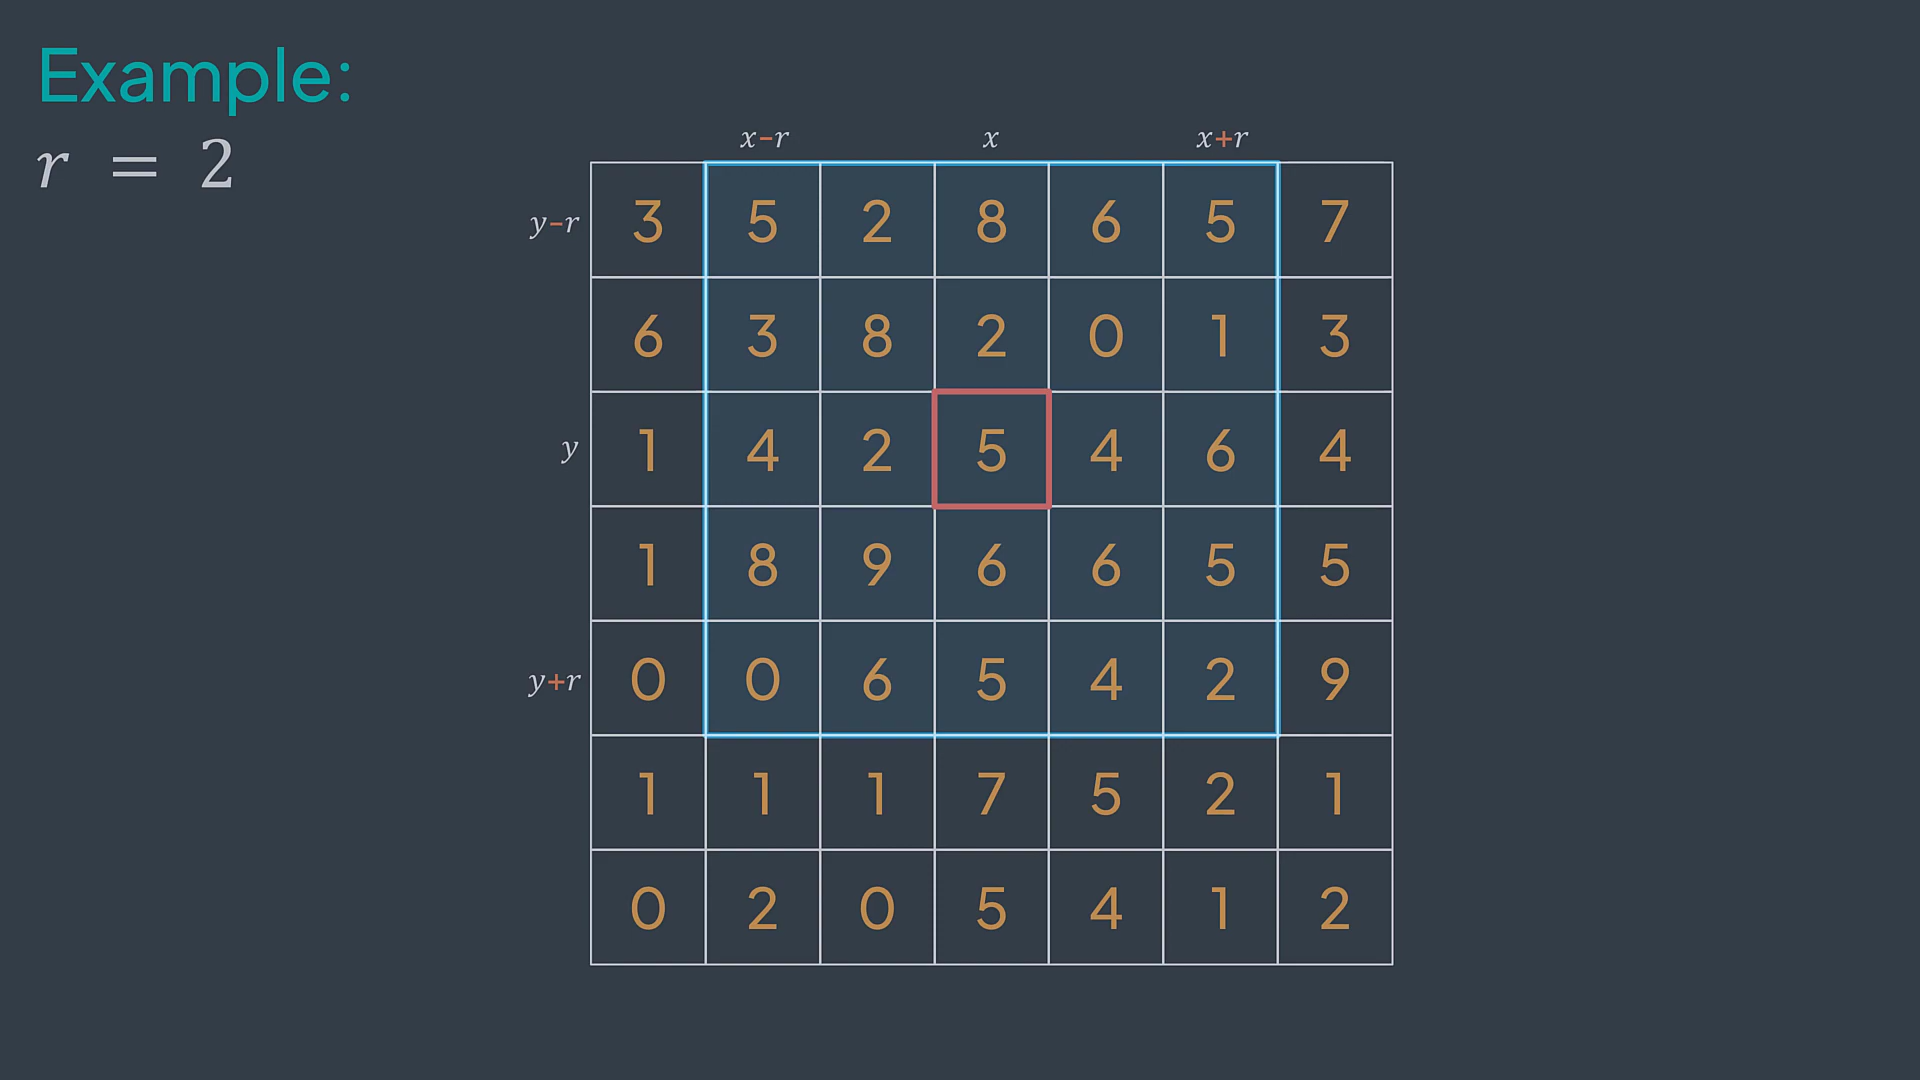 Example:
r = 2
x−r x x+r
y−r 3 5 2 8 6 5 7
6 3 8 2 0 1 3
y 1 4 2 5 4 6 4
1 8 9 6 6 5 5
y+r 0 0 6 5 4 2 9
1 1 1 7 5 2 1
0 2 0 5 4 1 2